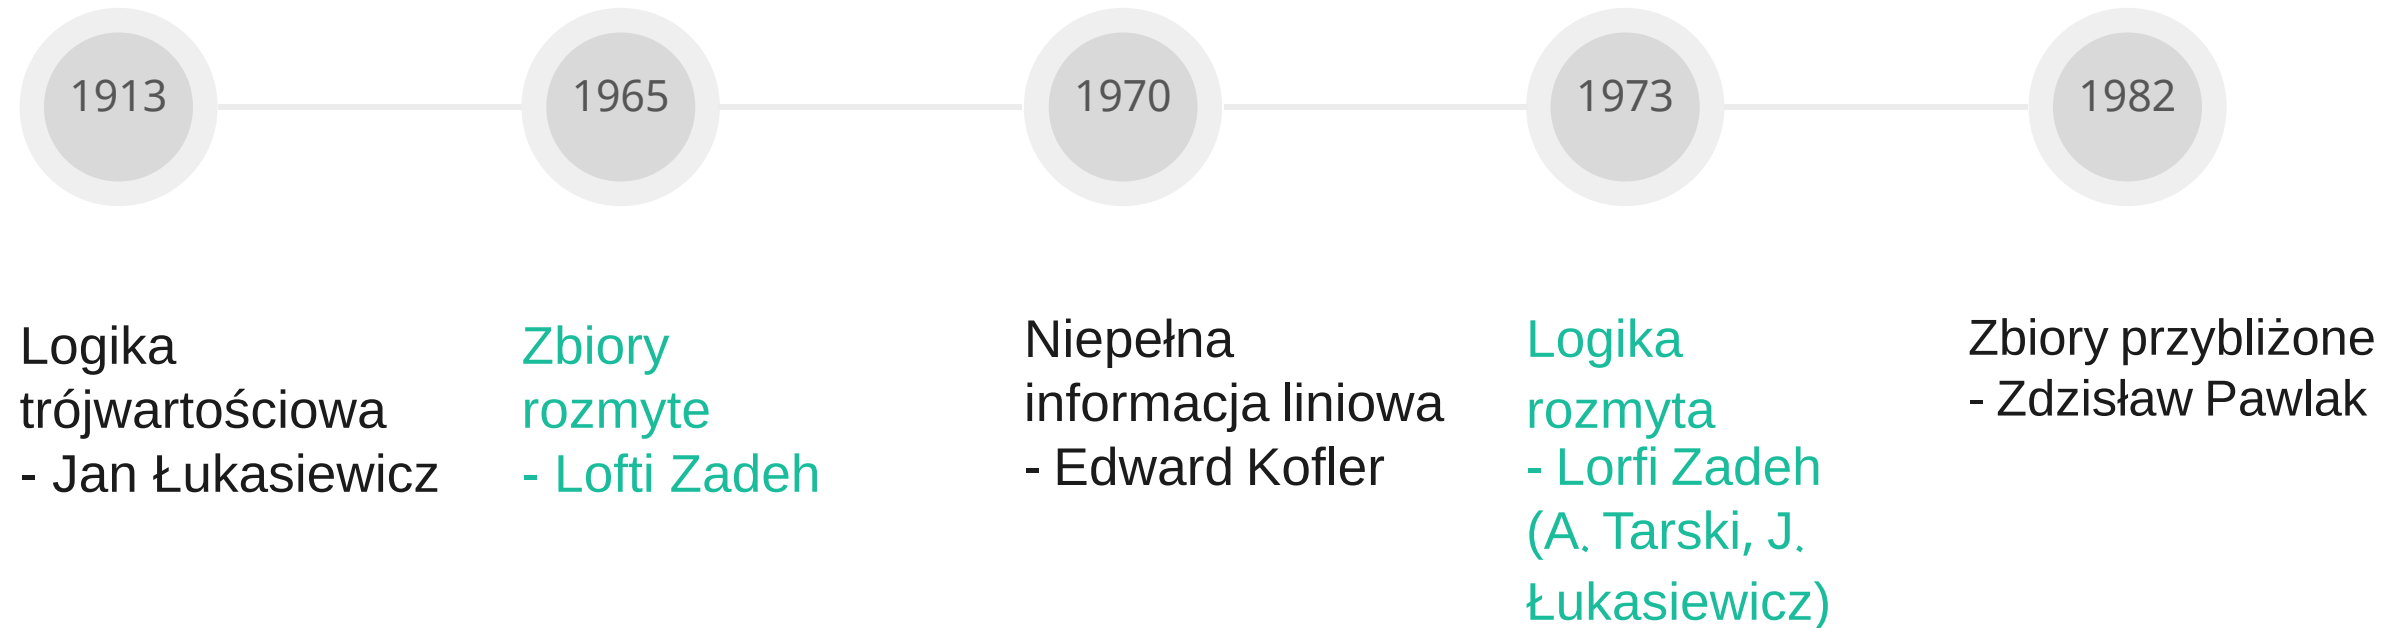 1913
1965
1970
1973
1982
Logika
trójwartościowa
- Jan Łukasiewicz
Zbiory
rozmyte
- Lofti Zadeh
Niepełna
informacja liniowa
- Edward Kofler
Logika
rozmyta
- Lorfi Zadeh
(A. Tarski, J.
Łukasiewicz)
Zbiory przybliżone
- Zdzisław Pawlak